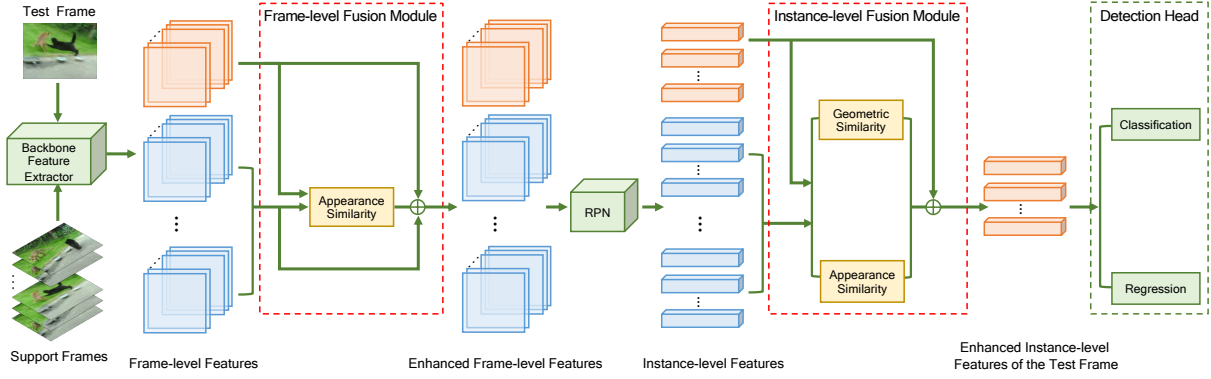 Test Frame
Frame-level Fusion Module
Instance-level Fusion Module
Detection Head
Backbone
Feature
Extractor
Appearance
Similarity
RPN
Geometric
Similarity
Appearance
Similarity
Classification
Regression
Support Frames
Frame-level Features
Enhanced Frame-level Features
Instance-level Features
Enhanced Instance-level
Features of the Test Frame